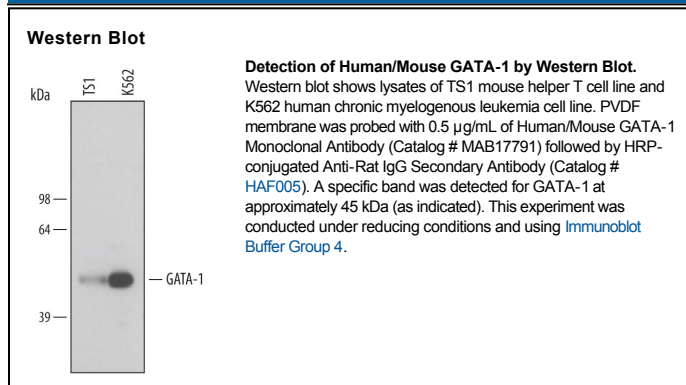 Western Blot
kDa
TS1
K562
98
64
GATA-1
39
Detection of Human/Mouse GATA-1 by Western Blot.
Western blot shows lysates of TS1 mouse helper T cell line and
K562 human chronic myelogenous leukemia cell line. PVDF
membrane was probed with 0.5 µg/mL of Human/Mouse GATA-1
Monoclonal Antibody (Catalog # MAB17791) followed by HRP-
conjugated Anti-Rat IgG Secondary Antibody (Catalog #
HAF005). A specific band was detected for GATA-1 at
approximately 45 kDa (as indicated). This experiment was
conducted under reducing conditions and using Immunoblot
Buffer Group 4.